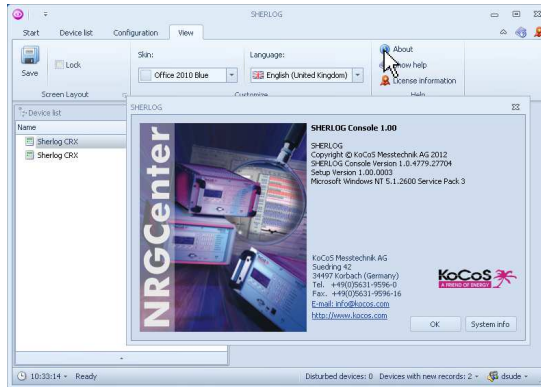 SHERLOG
Start Device list Configuration View
Save
Lock
Screen Layout
Skin:
Office 2010 Blue
Language:
English (United Kingdom)
Customize
About
Show help
License information
Help
Device list
Name
Sherlog CRX
Sherlog CRX
SHERLOG
NRGCenter
SHERLOG Console 1.00
SHERLOG
Copyright © KoCoS Messtechnik AG 2012
SHERLOG Console Version 1.0.4779.27704
Setup Version 1.00.0003
Microsoft Windows NT 5.1.2600 Service Pack 3
KoCoS Messtechnik AG
Suedring 42
34497 Korbach (Germany)
Tel. +49(0)5631-9596-0
Fax. +49(0)5631-9596-16
E-mail: info@kocos.com
http://www.kocos.com
KoCoS
A FRIEND OF ENERGY
OK System info
10:33:14 Ready
Disturbed devices: 0 Devices with new records: 2 dsude